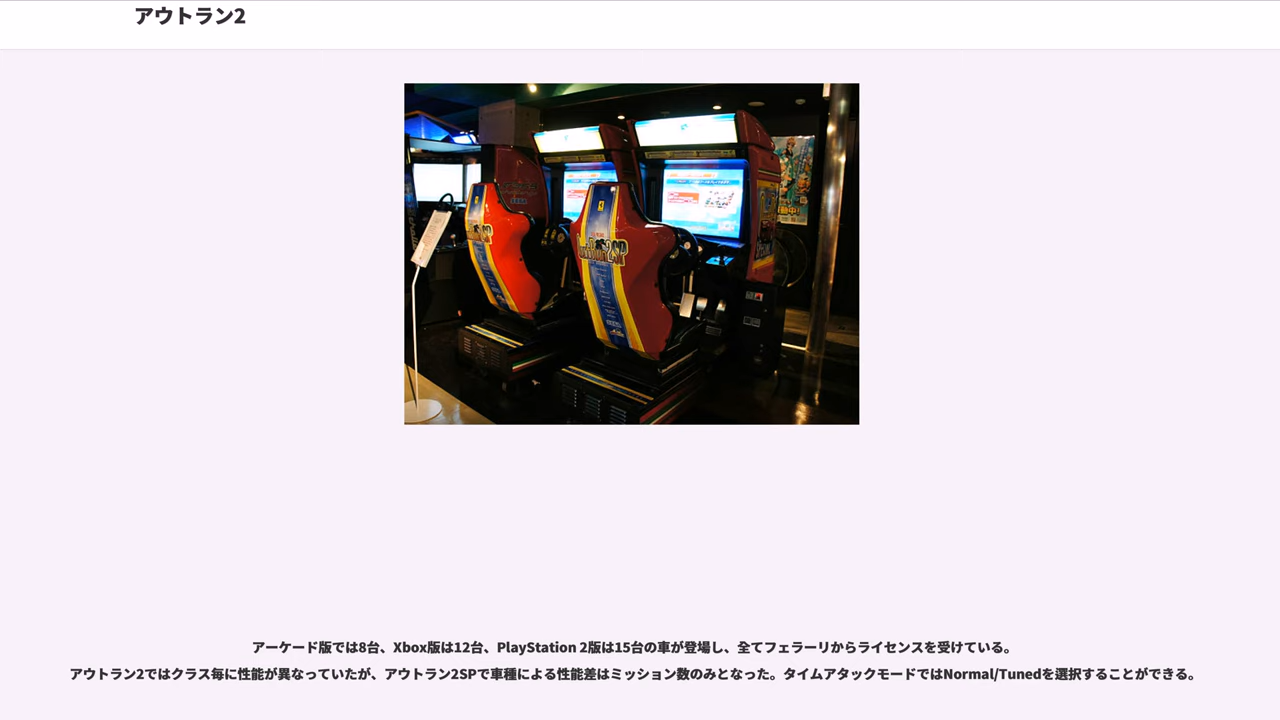 アウトラン2
SEGA
OutRun2SP
OutRun2SP
アーケード版では8台、Xbox版は12台、PlayStation 2版は15台の車が登場し、全てフェラーリからライセンスを受けている。
アウトラン2ではクラス毎に性能が異なっていたが、アウトラン2SPで車種による性能差はミッション数のみとなった。タイムアタックモードではNormal/Tunedを選択することができる。